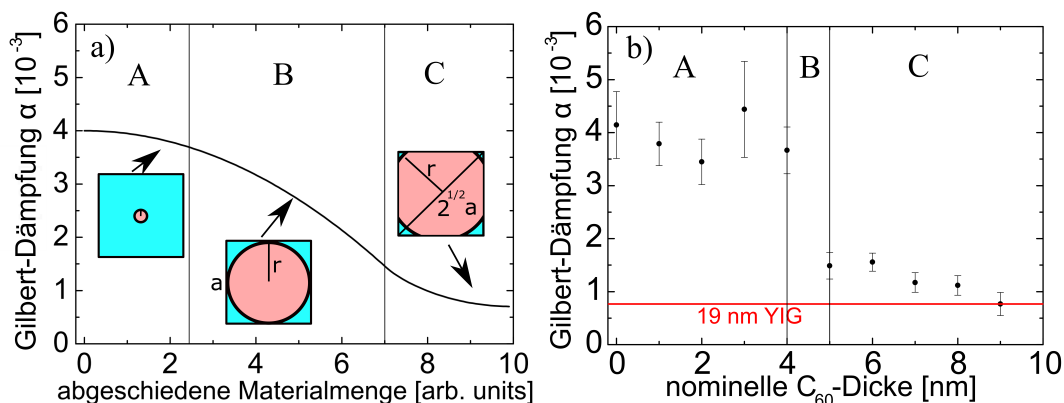 a)
Gilbert-Dämpfung α [10⁻³]
6
5
4
3
2
1
0
A
B
C
r
a
r
2^{1/2} a
0 2 4 6 8 10
abgeschiedene Materialmenge [arb. units]
b)
Gilbert-Dämpfung α [10⁻³]
6
5
4
3
2
1
0
A
B
C
19 nm YIG
0 2 4 6 8 10
nominelle C₆₀-Dicke [nm]